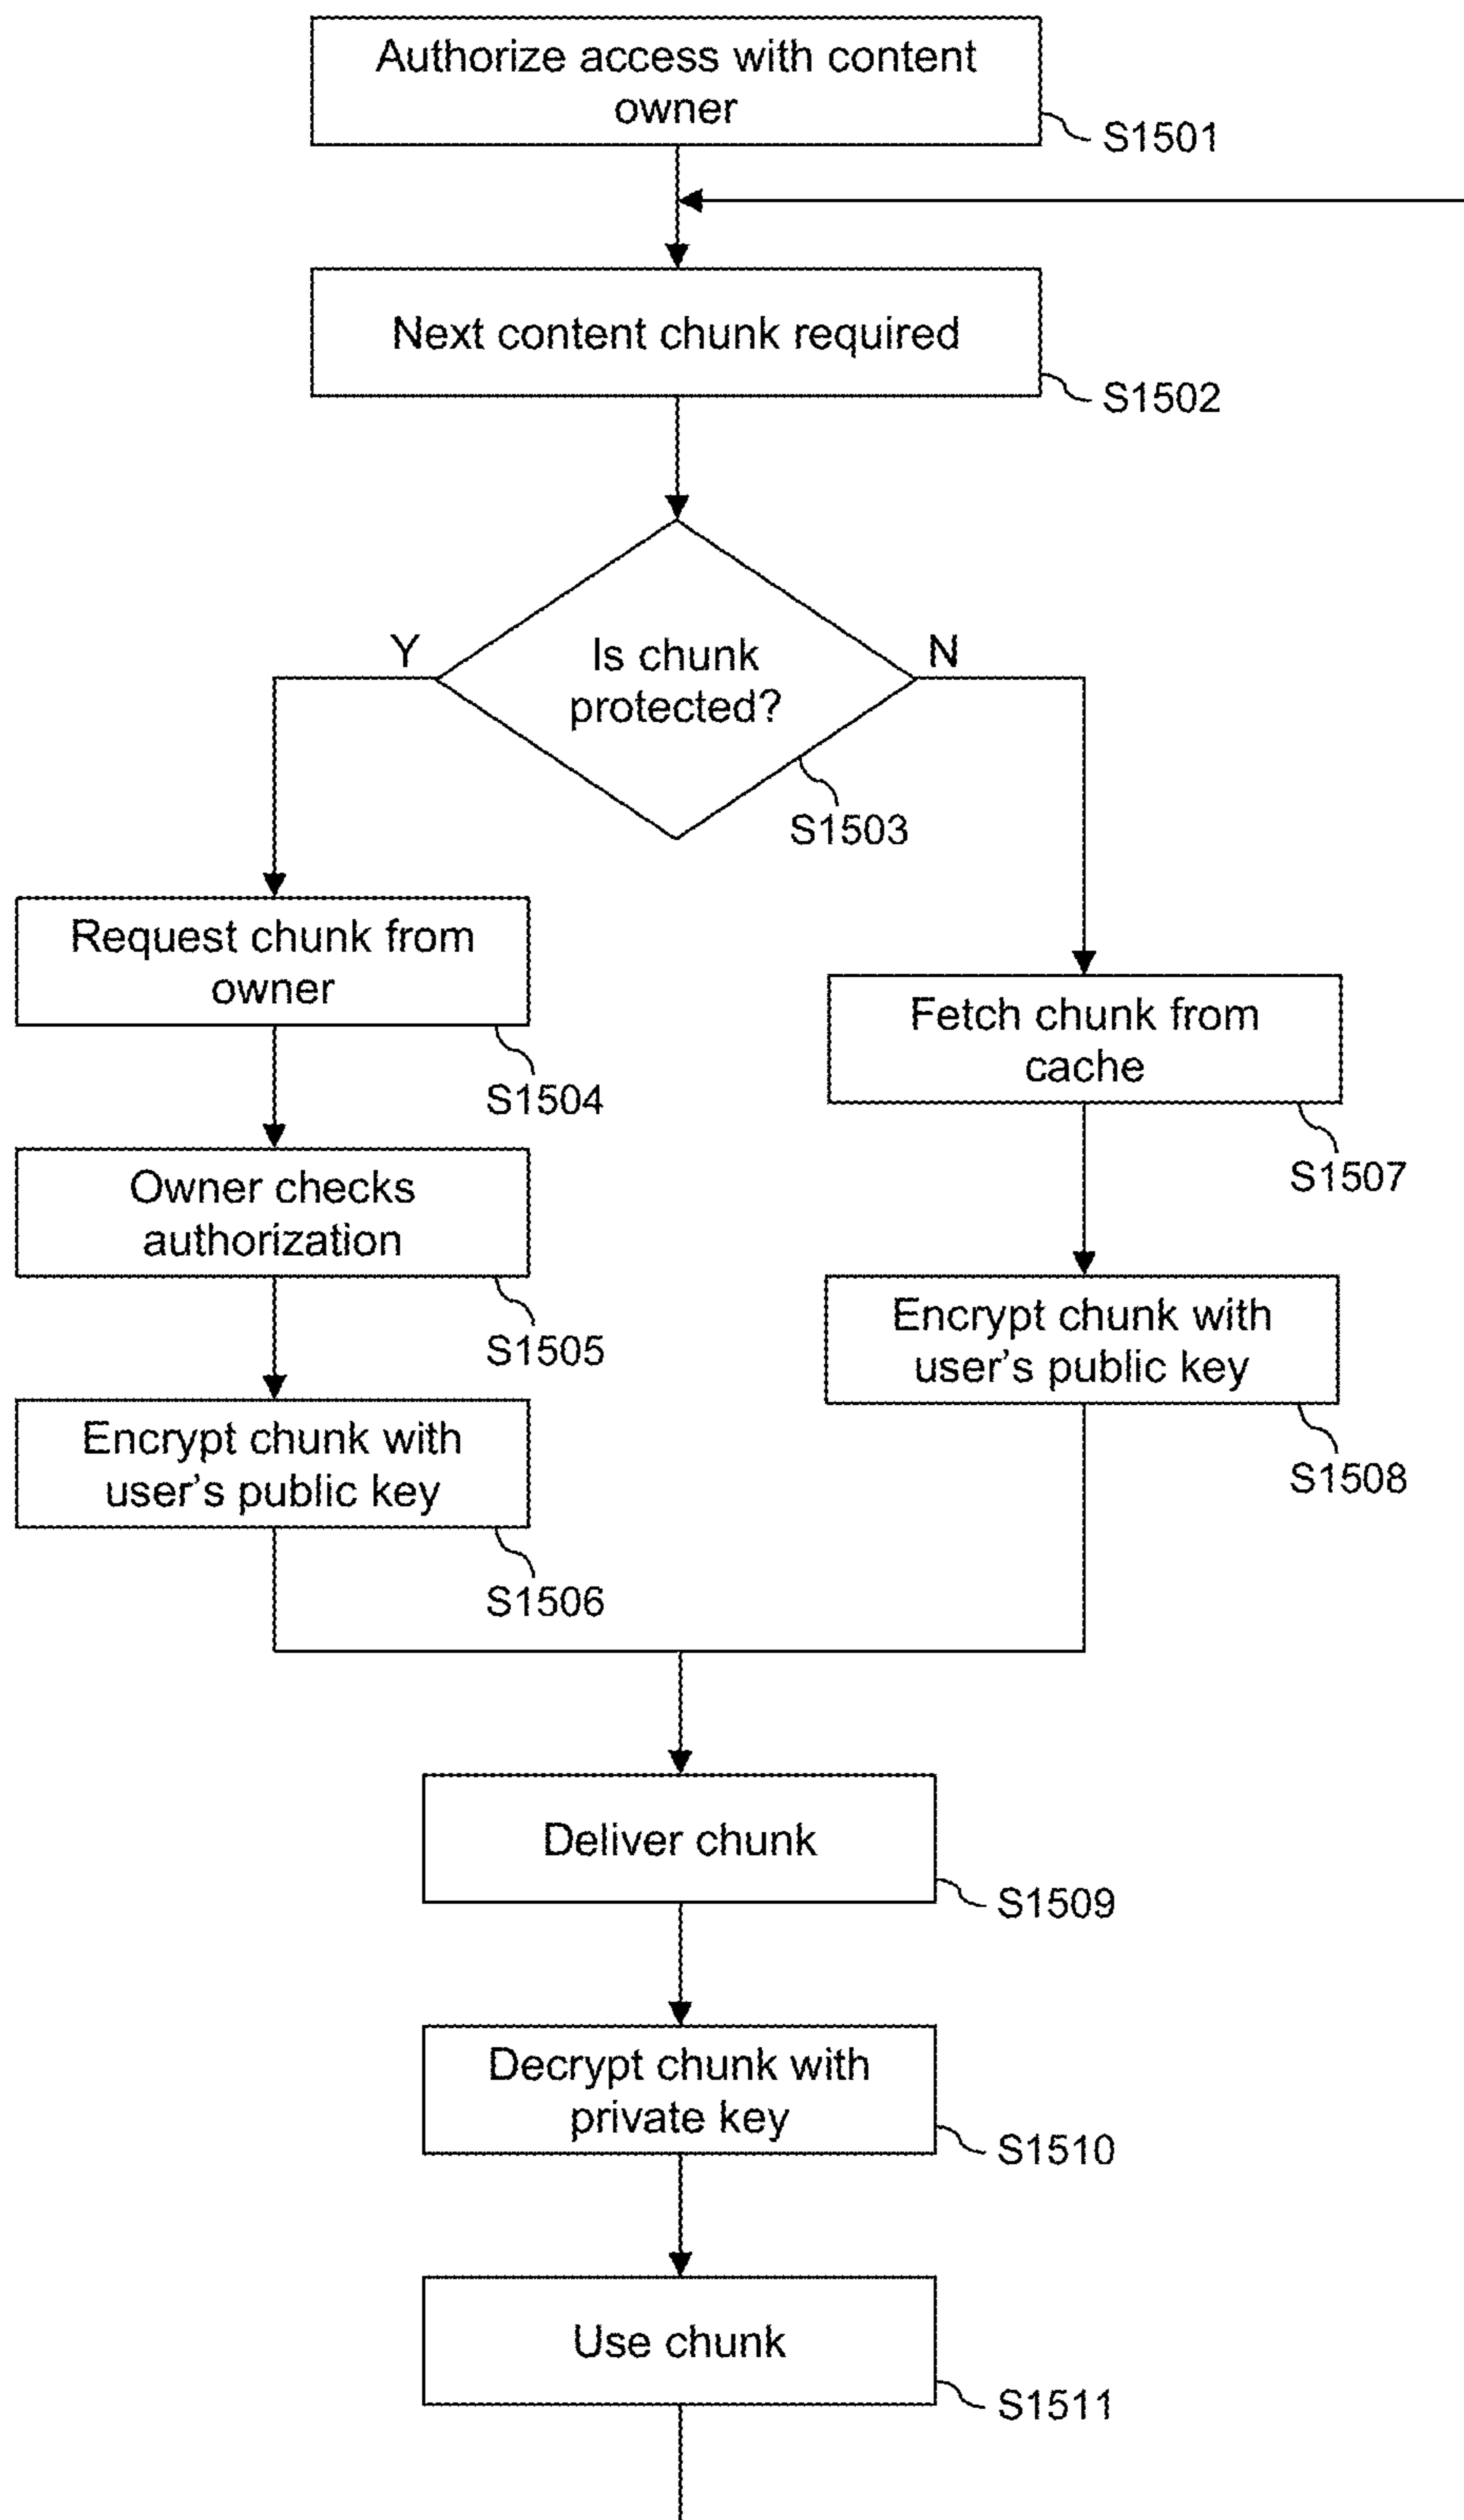 Authorize access with content
owner
S1501
Next content chunk required
S1502
Y
Is chunk
protected?
N
S1503
Request chunk from
owner
S1504
Owner checks
authorization
S1505
Encrypt chunk with
user's public key
S1506
Fetch chunk from
cache
S1507
Encrypt chunk with
user's public key
S1508
Deliver chunk
S1509
Decrypt chunk with
private key
S1510
Use chunk
S1511